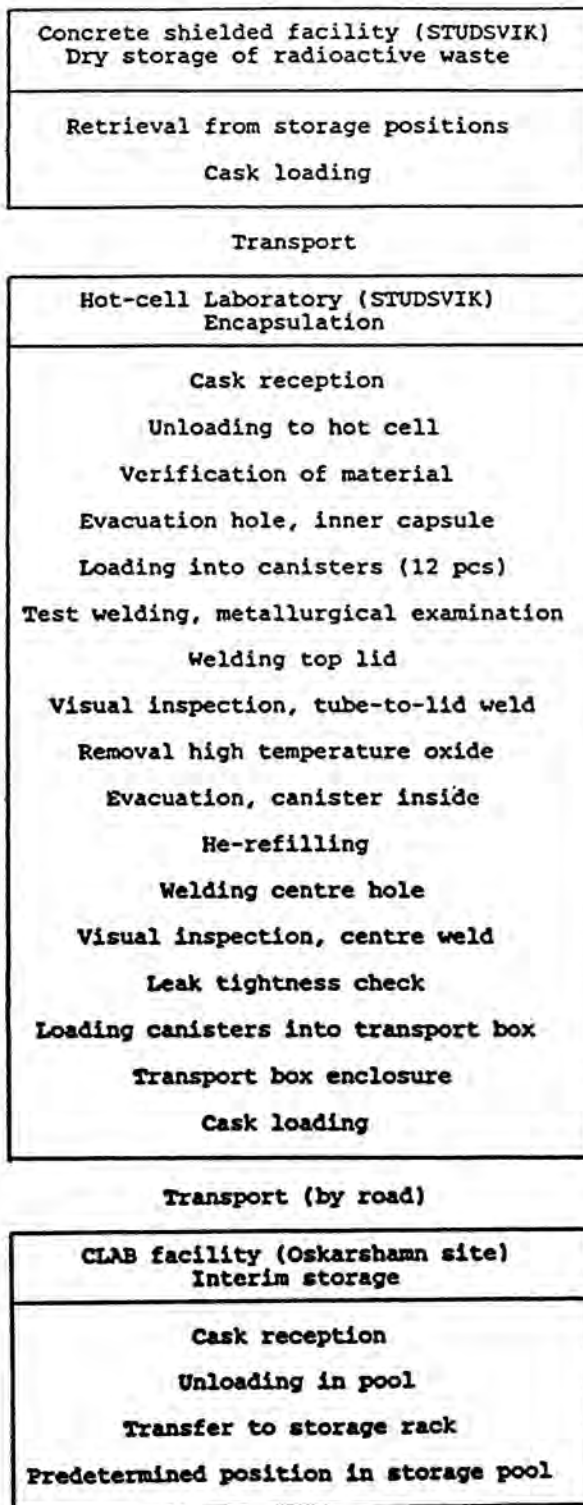 Concrete shielded facility (STUDSVIK)
Dry storage of radioactive waste
Retrieval from storage positions
Cask loading
Transport
Hot-cell Laboratory (STUDSVIK)
Encapsulation
Cask reception
Unloading to hot cell
Verification of material
Evacuation hole, inner capsule
Loading into canisters (12 pcs)
Test welding, metallurgical examination
Welding top lid
Visual inspection, tube-to-lid weld
Removal high temperature oxide
Evacuation, canister inside
He-refilling
Welding centre hole
Visual inspection, centre weld
Leak tightness check
Loading canisters into transport box
Transport box enclosure
Cask loading
Transport (by road)
CLAB facility (Oskarshamn site)
Interim storage
Cask reception
Unloading in pool
Transfer to storage rack
Predetermined position in storage pool